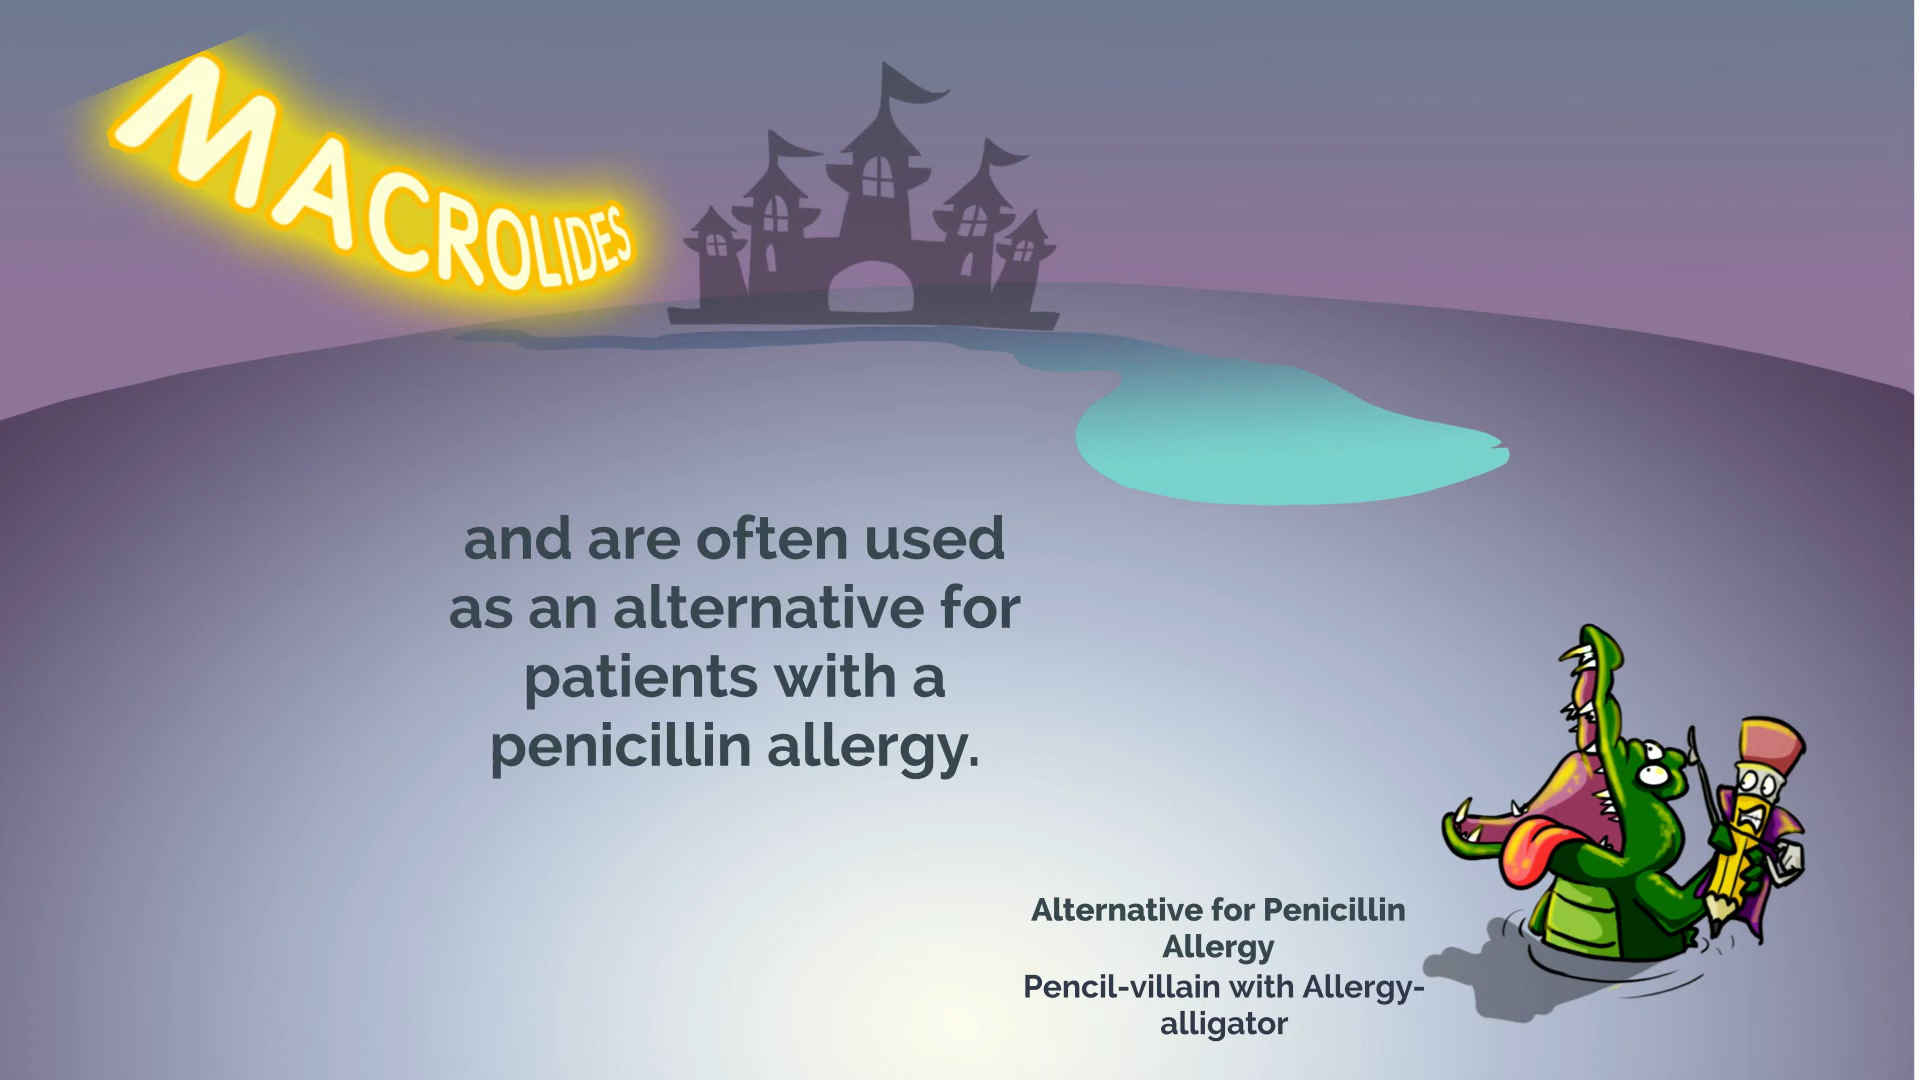 MACROLIDES
and are often used
as an alternative for
patients with a
penicillin allergy.
Alternative for Penicillin
Allergy
Pencil-villain with Allergy-
alligator